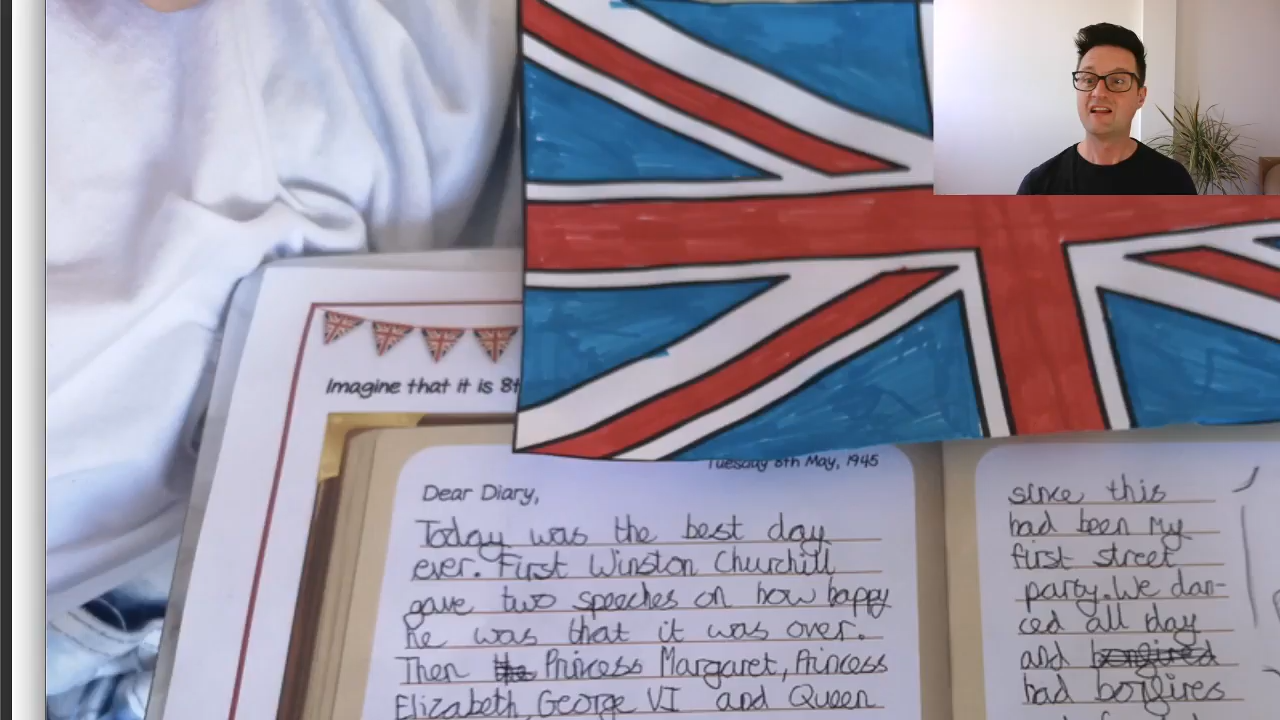 Imagine that it is 8t
Tuesday 8th May, 1945
Dear Diary,
Today was the best day
ever. First Winston Churchill
gave two speeches on how happy
he was that it was over.
Then the Princess Margaret, Princess
Elizabeth, George VI and Queen
since this
had been my
first street
party. We dan-
ced all day
and bongired
had bonfires